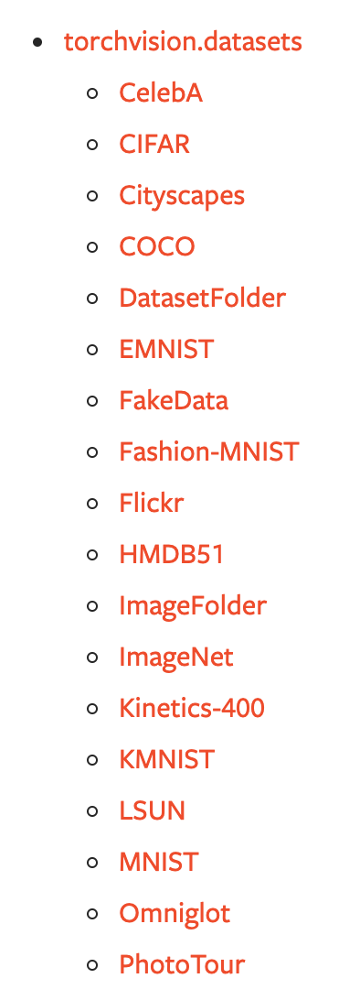 torchvision.datasets
CelebA
CIFAR
Cityscapes
COCO
DatasetFolder
EMNIST
FakeData
Fashion-MNIST
Flickr
HMDB51
ImageFolder
ImageNet
Kinetics-400
KMNIST
LSUN
MNIST
Omniglot
PhotoTour